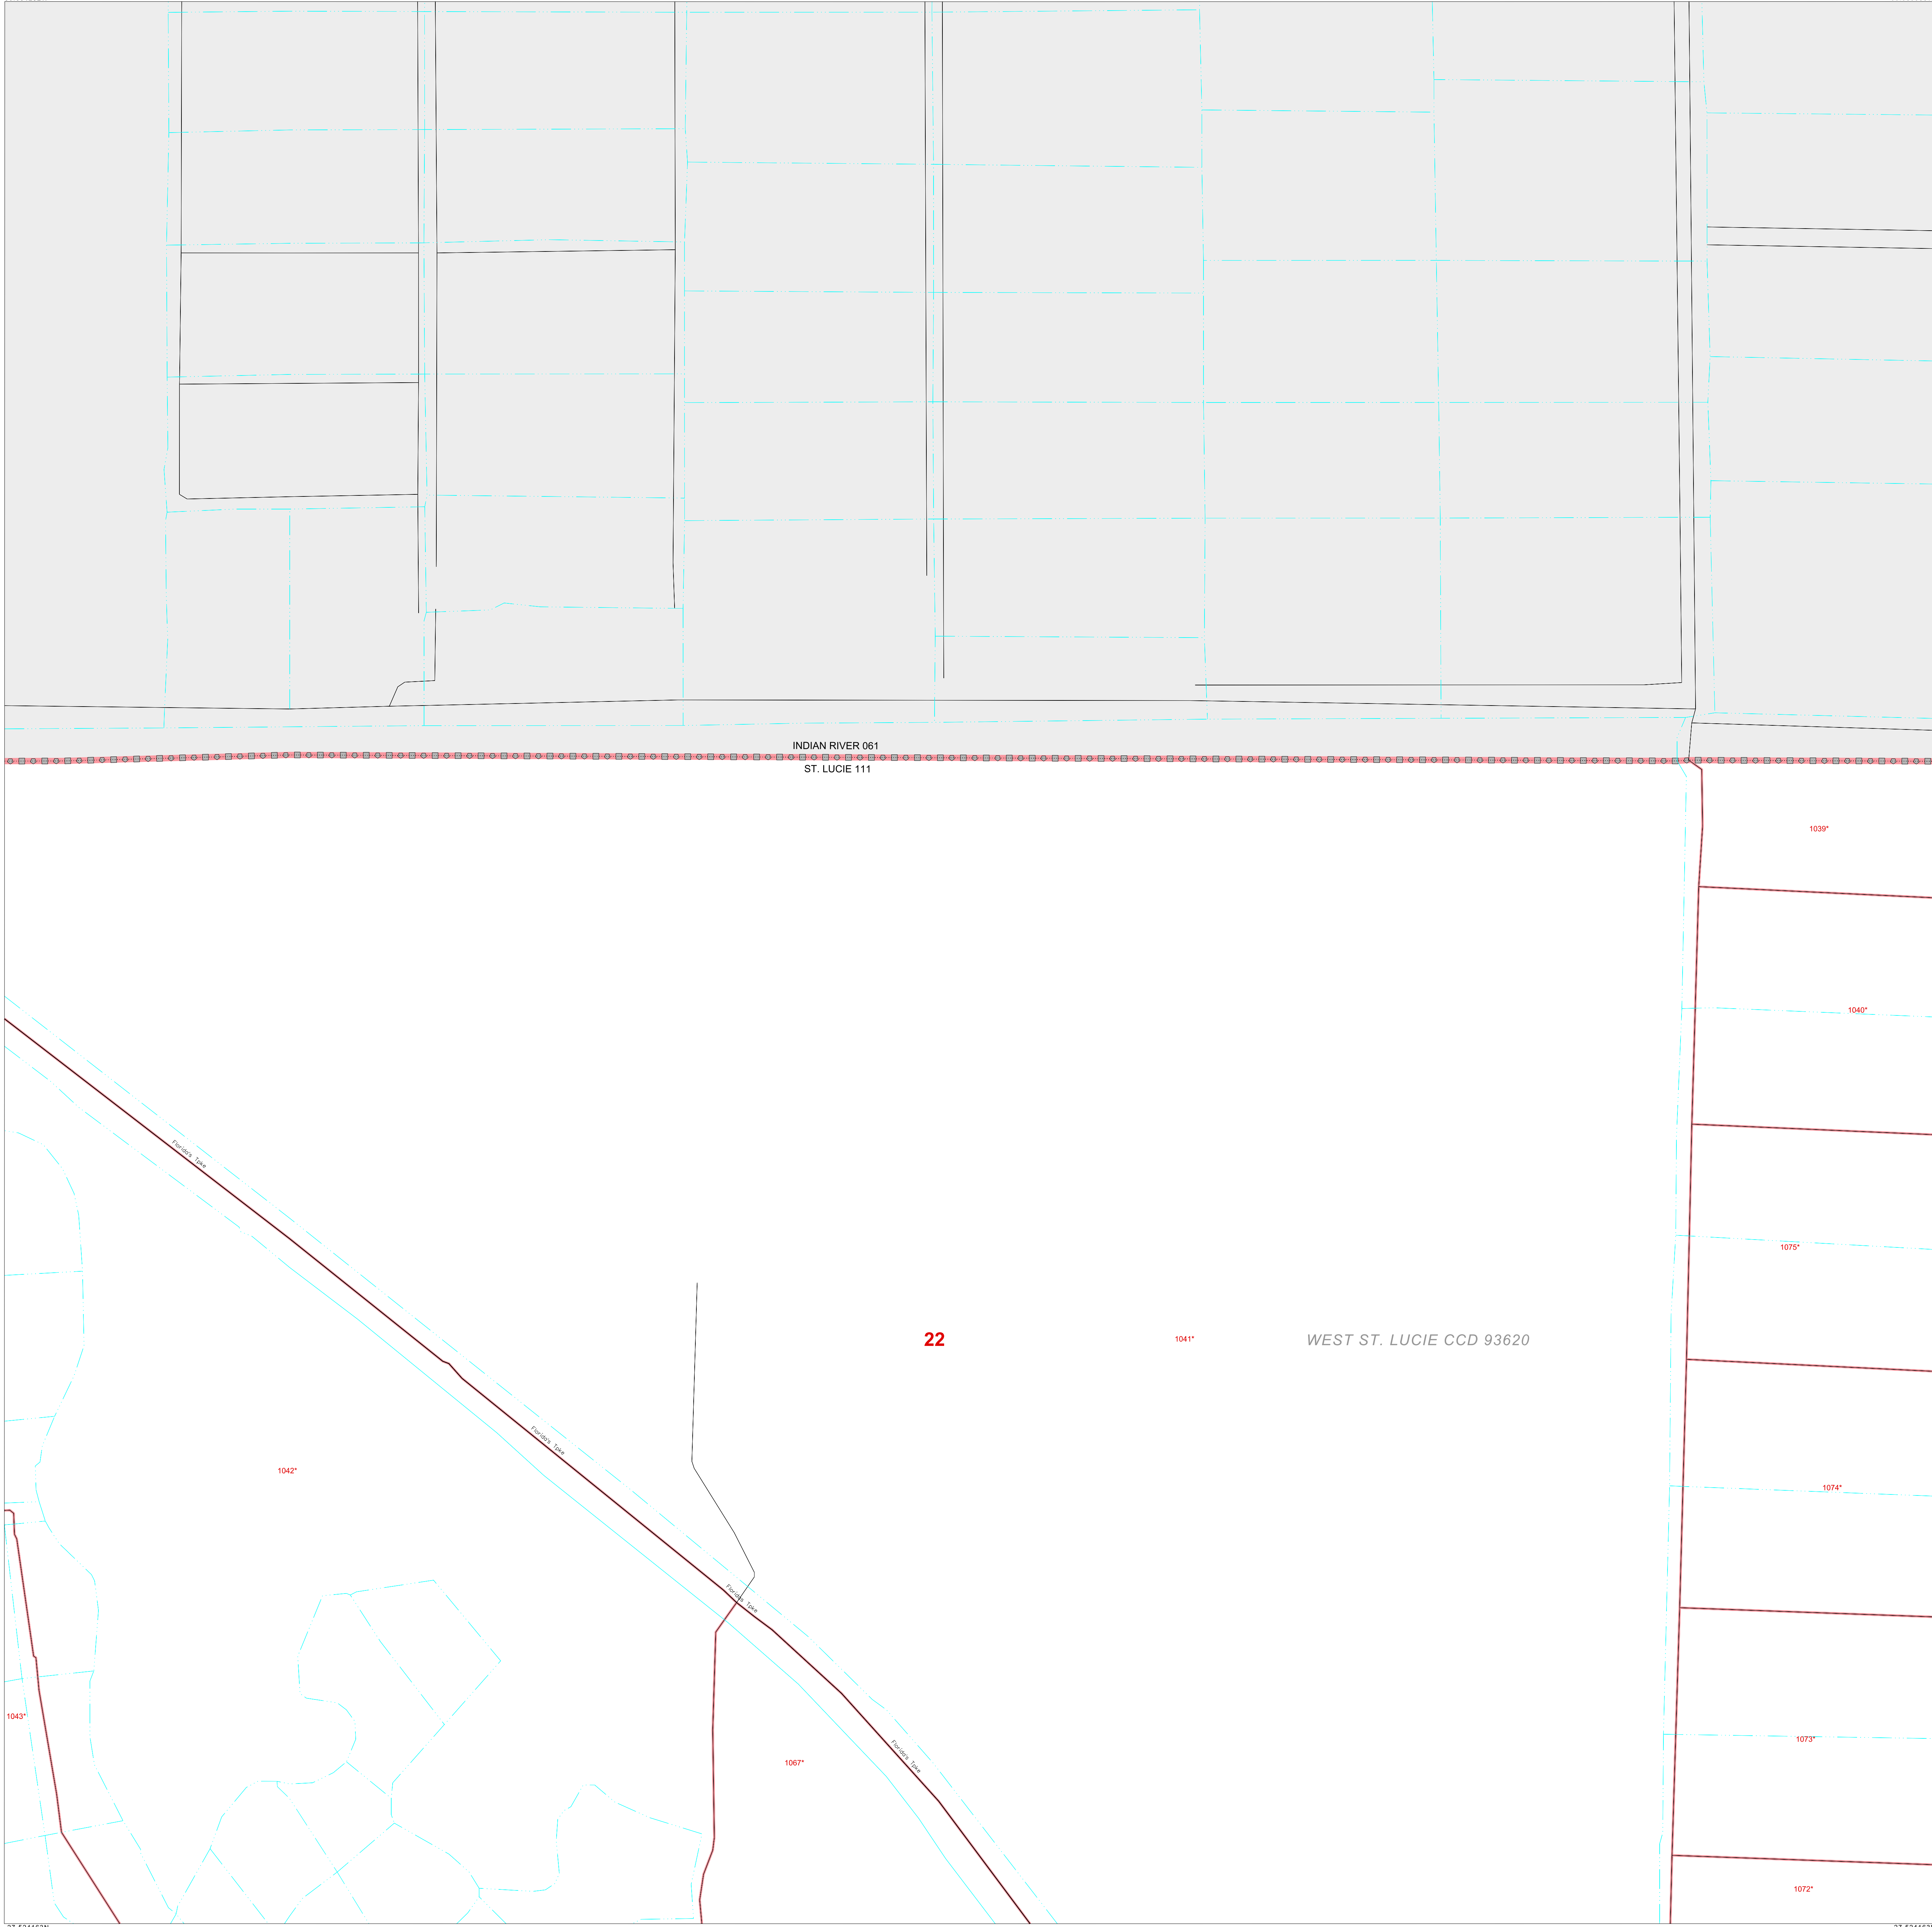 INDIAN RIVER 061
ST. LUCIE 111
1039*
1040*
Florida's Tpke
1075*
22
1041*
WEST ST. LUCIE CCD 93620
Florida's Tpke
1042*
1074*
Florida's Tpke
1043*
1067*
Florida's Tpke
1073*
1072*